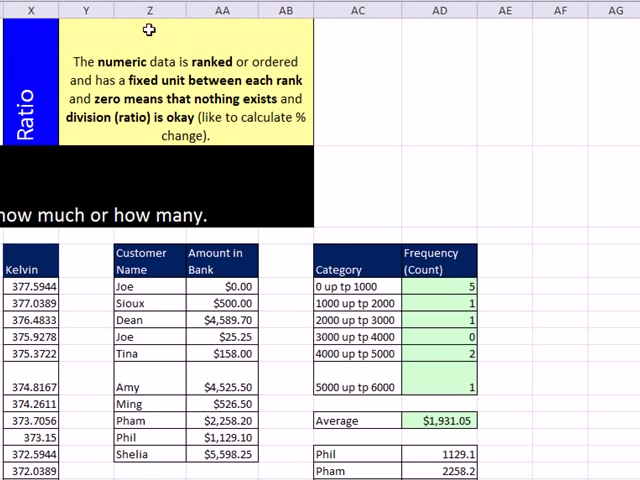 X Y Z AA AB AC AD AE AF AG
Ratio
The numeric data is ranked or ordered
and has a fixed unit between each rank
and zero means that nothing exists and
division (ratio) is okay (like to calculate %
change).
now much or how many.
Kelvin Customer Name Amount in Bank Category Frequency (Count)
377.5944 Joe $0.00 0 up tp 1000 5
377.0389 Sioux $500.00 1000 up tp 2000 1
376.4833 Dean $4,589.70 2000 up tp 3000 1
375.9278 Joe $25.25 3000 up tp 4000 0
375.3722 Tina $158.00 4000 up tp 5000 2
374.8167 Amy $4,525.50 5000 up tp 6000 1
374.2611 Ming $526.50
373.7056 Pham $2,258.20 Average $1,931.05
373.15 Phil $1,129.10
372.5944 Shelia $5,598.25 Phil 1129.1
372.0389 Pham 2258.2